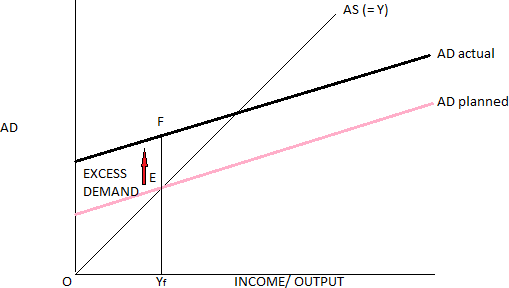 AS (= Y)
AD actual
AD planned
F
AD
EXCESS
DEMAND
E
O
Yf
INCOME/ OUTPUT